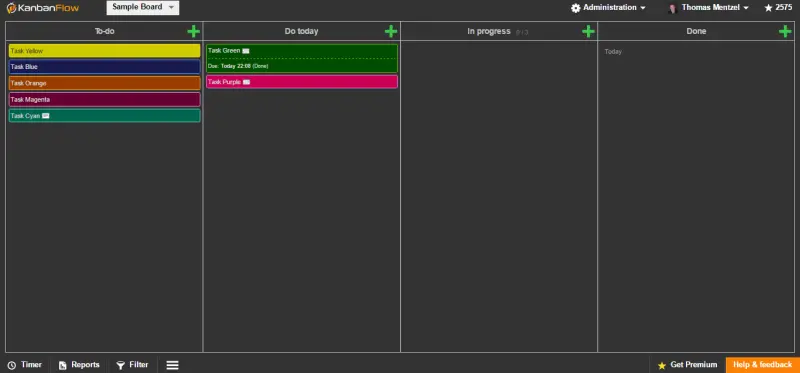 KanbanFlow
Sample Board
Administration
Thomas Mentzel
2575
To-do
Do today
In progress 0 / 3
Done
Task Yellow
Task Blue
Task Orange
Task Magenta
Task Cyan
Task Green
Due: Today 22:08 (Done)
Task Purple
Today
Timer
Reports
Filter
Get Premium
Help & feedback